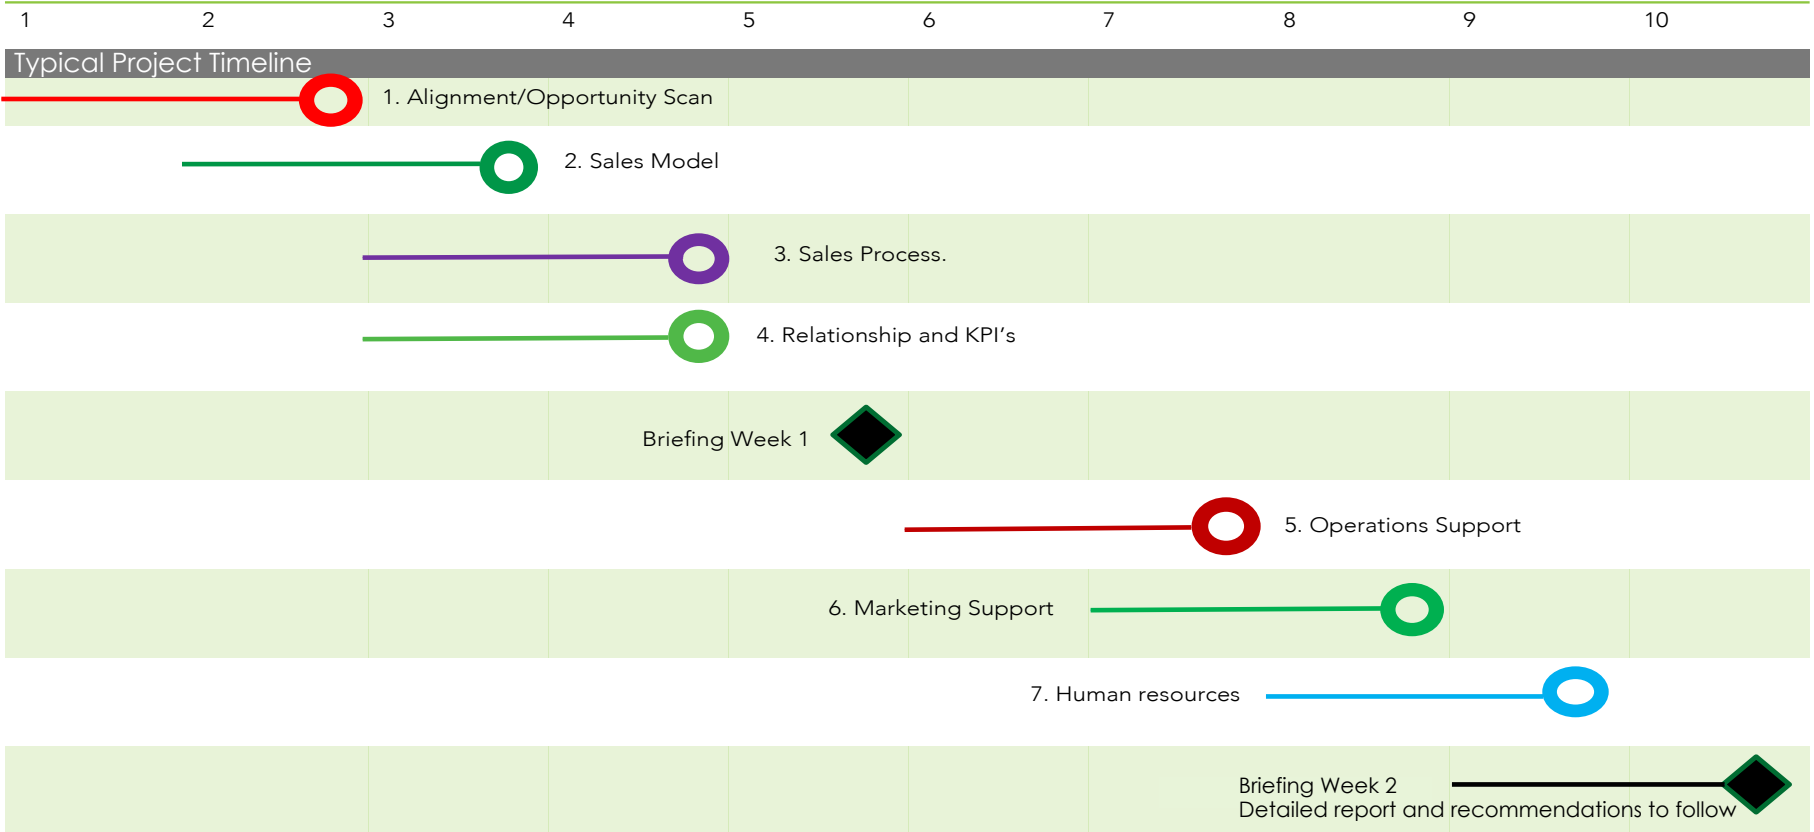 1 2 3 4 5 6 7 8 9 10
Typical Project Timeline
1. Alignment/Opportunity Scan
2. Sales Model
3. Sales Process.
4. Relationship and KPI’s
Briefing Week 1
5. Operations Support
6. Marketing Support
7. Human resources
Briefing Week 2
Detailed report and recommendations to follow